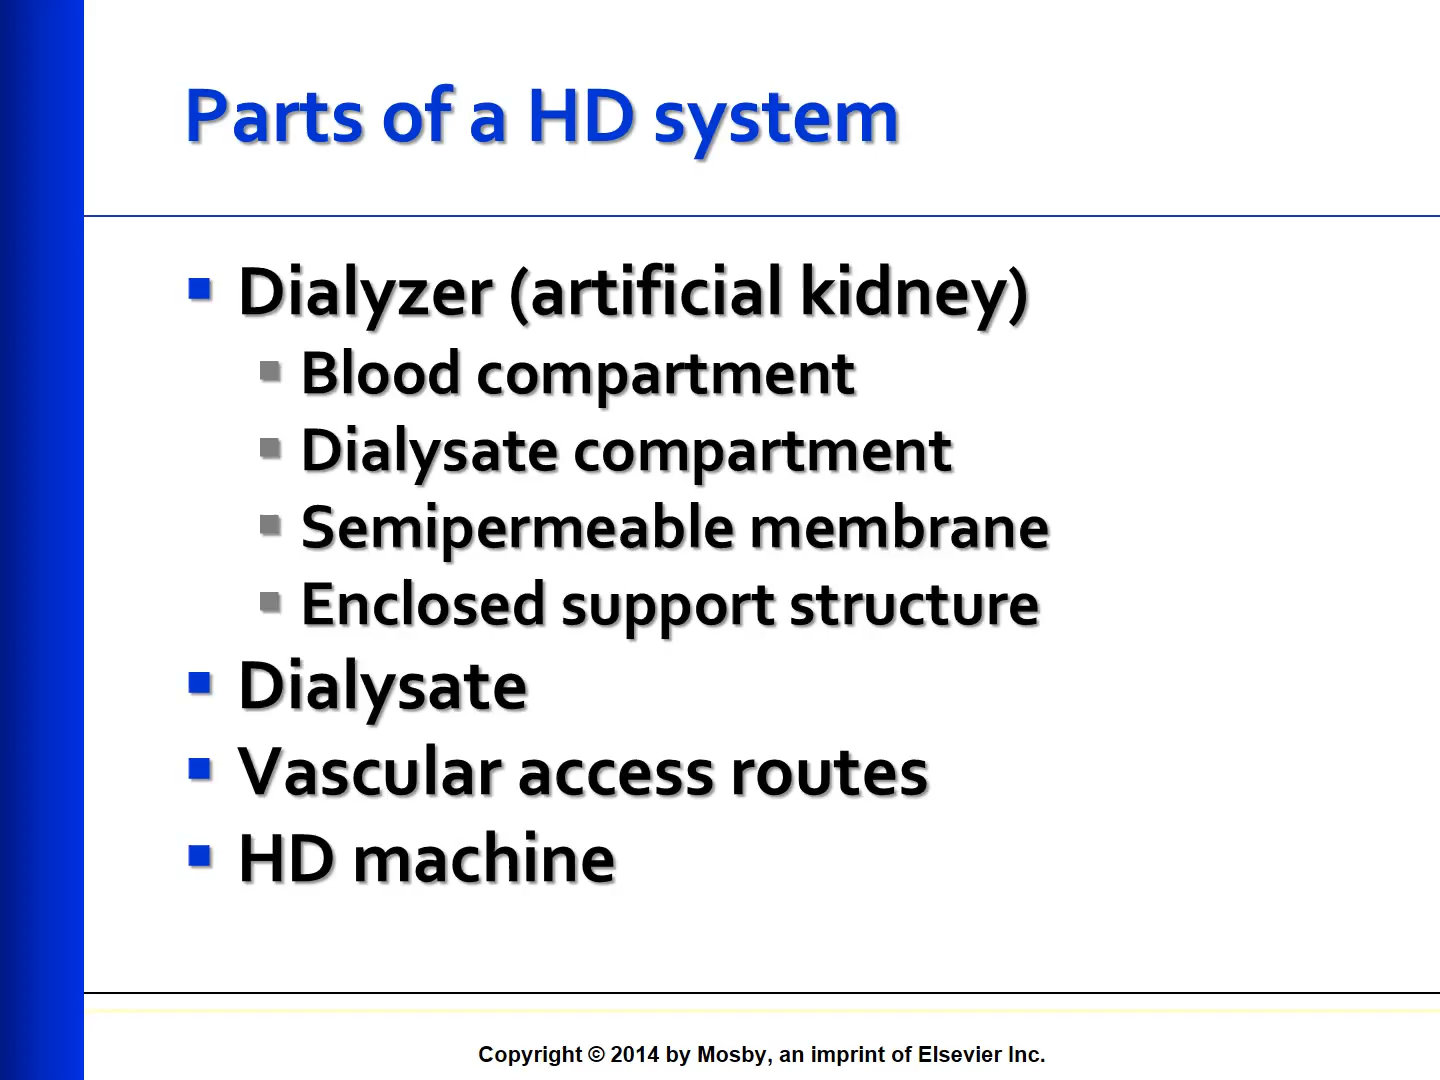 Parts of a HD system
Dialyzer (artificial kidney)
Blood compartment
Dialysate compartment
Semipermeable membrane
Enclosed support structure
Dialysate
Vascular access routes
HD machine
Copyright © 2014 by Mosby, an imprint of Elsevier Inc.